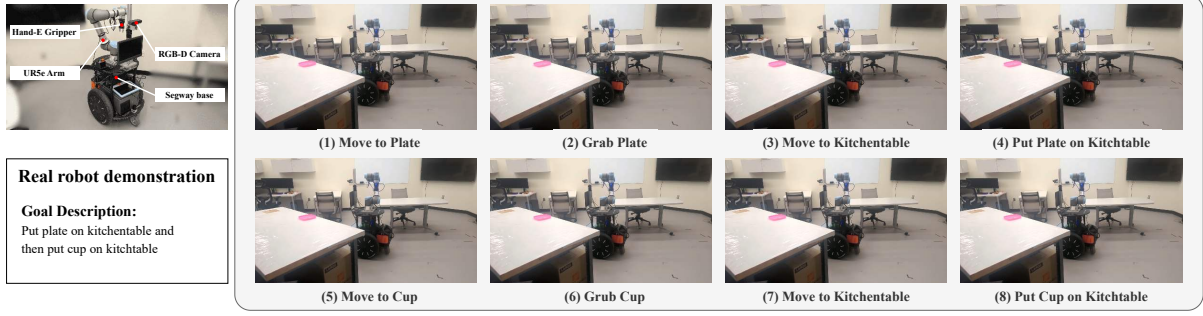 Hand-E Gripper
RGB-D Camera
UR5e Arm
Segway base
Real robot demonstration
Goal Description:
Put plate on kitchentable and
then put cup on kitchtable
(1) Move to Plate
(2) Grab Plate
(3) Move to Kitchentable
(4) Put Plate on Kitchtable
(5) Move to Cup
(6) Grub Cup
(7) Move to Kitchentable
(8) Put Cup on Kitchtable